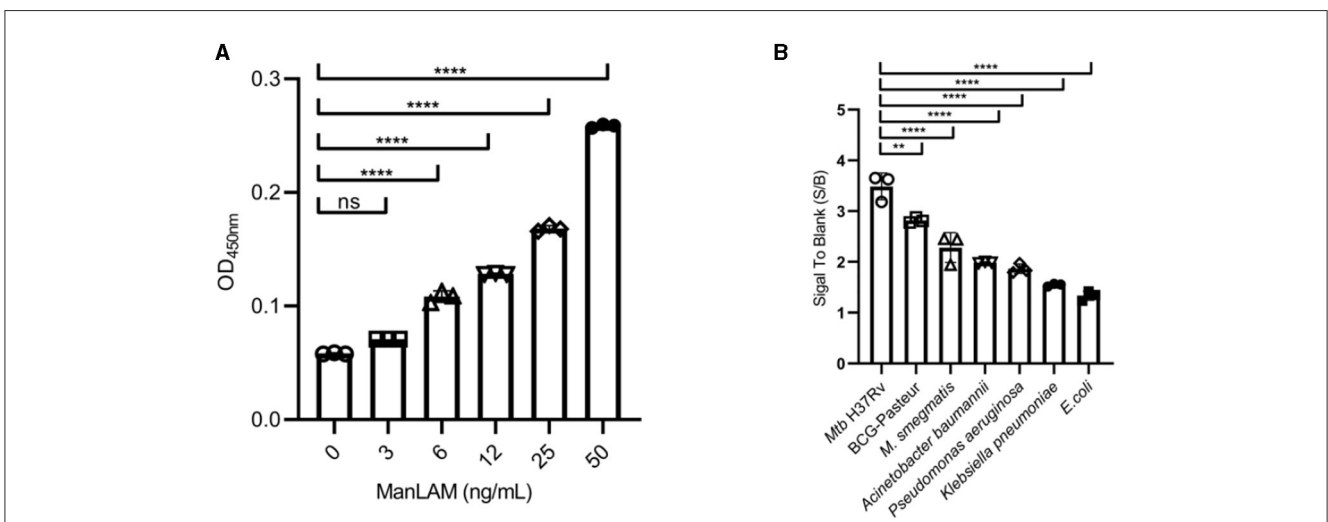 A
0.3
0.2
0.1
0.0
OD450nm
****
****
****
****
ns
0
3
6
12
25
50
ManLAM (ng/mL)
B
5
4
3
2
1
0
Sigal To Blank (S/B)
****
****
****
****
****
**
Mtb H37Rv
BCG-Pasteur
M. smegmatis
Acinetobacter baumannii
Pseudomonas aeruginosa
Klebsiella pneumoniae
E.coli